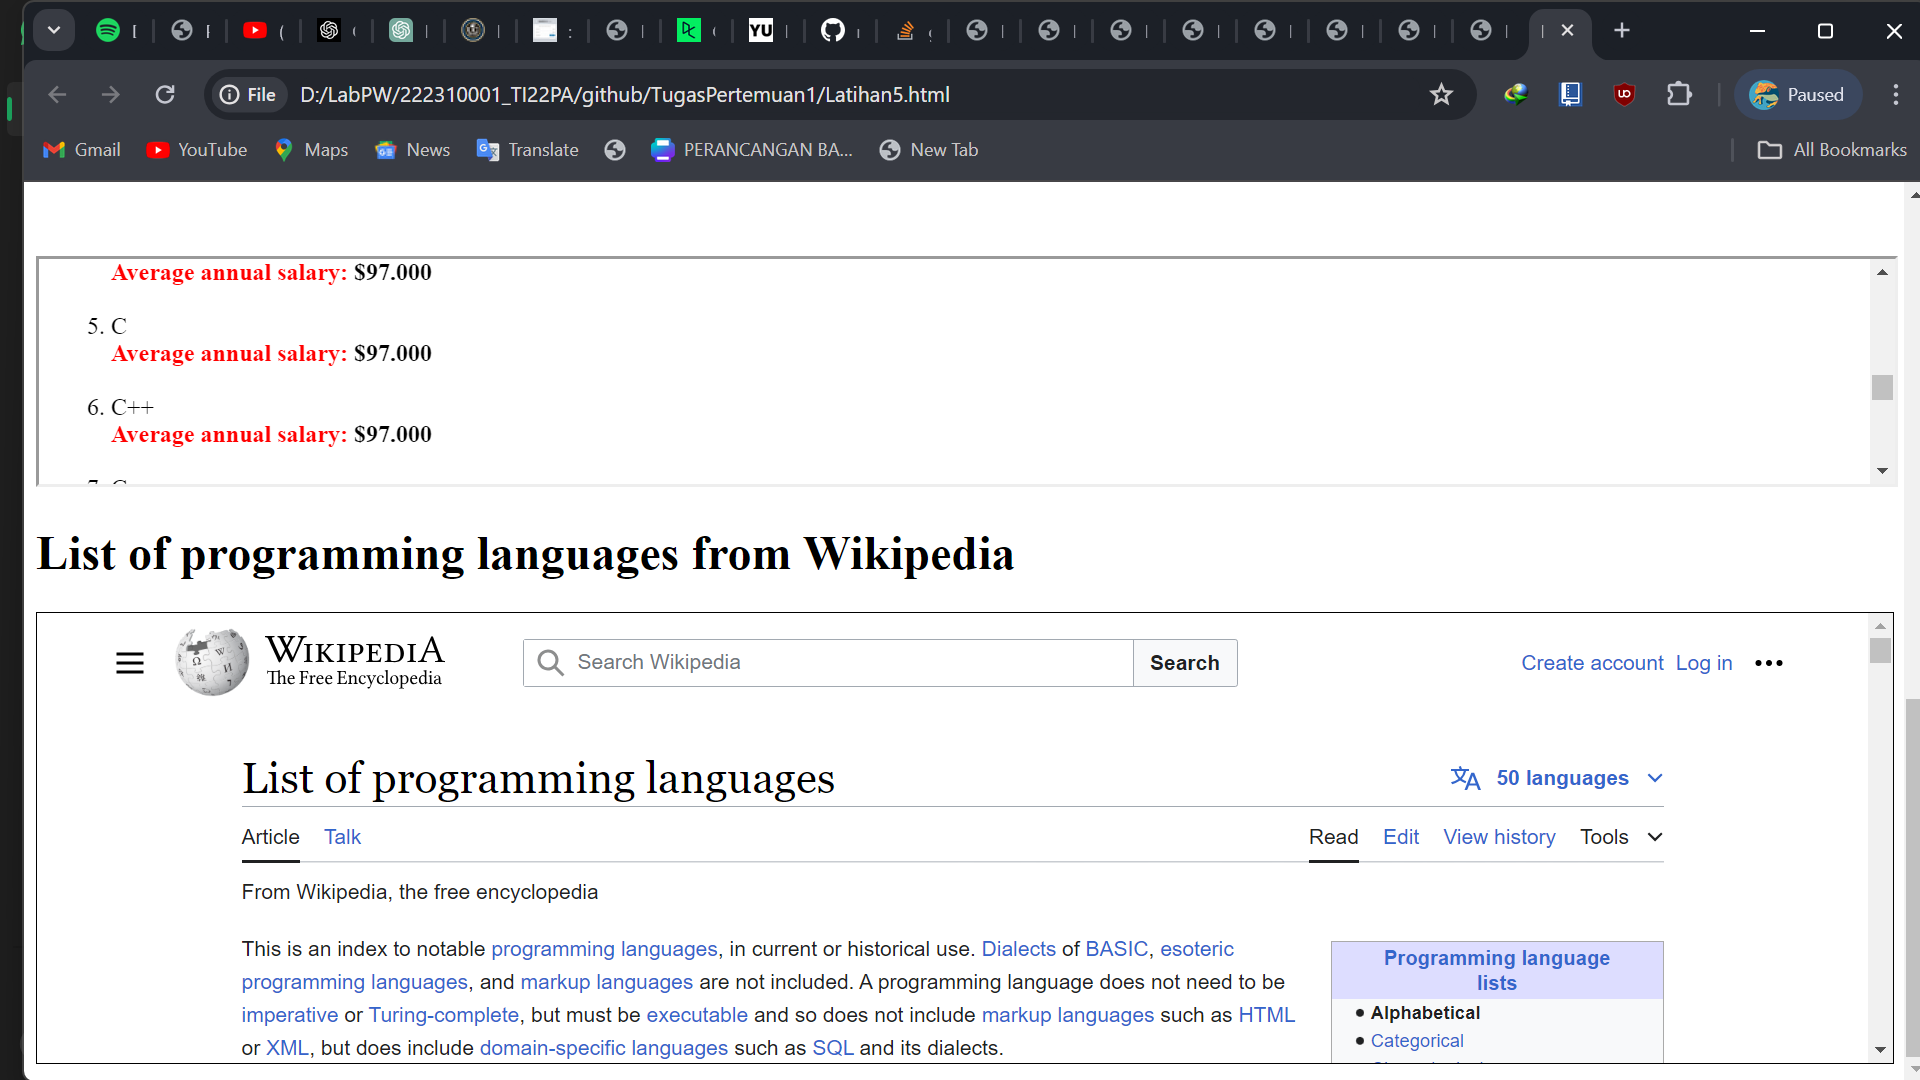 File D:/LabPW/222310001_TI22PA/github/TugasPertemuan1/Latihan5.html Paused
Gmail YouTube Maps News Translate PERANCANGAN BA... New Tab All Bookmarks
Average annual salary: $97.000
5. C
Average annual salary: $97.000
6. C++
Average annual salary: $97.000
List of programming languages from Wikipedia
WIKIPEDIA
The Free Encyclopedia
Search Wikipedia Search
Create account Log in
List of programming languages
50 languages
Article Talk Read Edit View history Tools
From Wikipedia, the free encyclopedia
This is an index to notable programming languages, in current or historical use. Dialects of BASIC, esoteric
programming languages, and markup languages are not included. A programming language does not need to be
imperative or Turing-complete, but must be executable and so does not include markup languages such as HTML
or XML, but does include domain-specific languages such as SQL and its dialects.
Programming language
lists
• Alphabetical
• Categorical